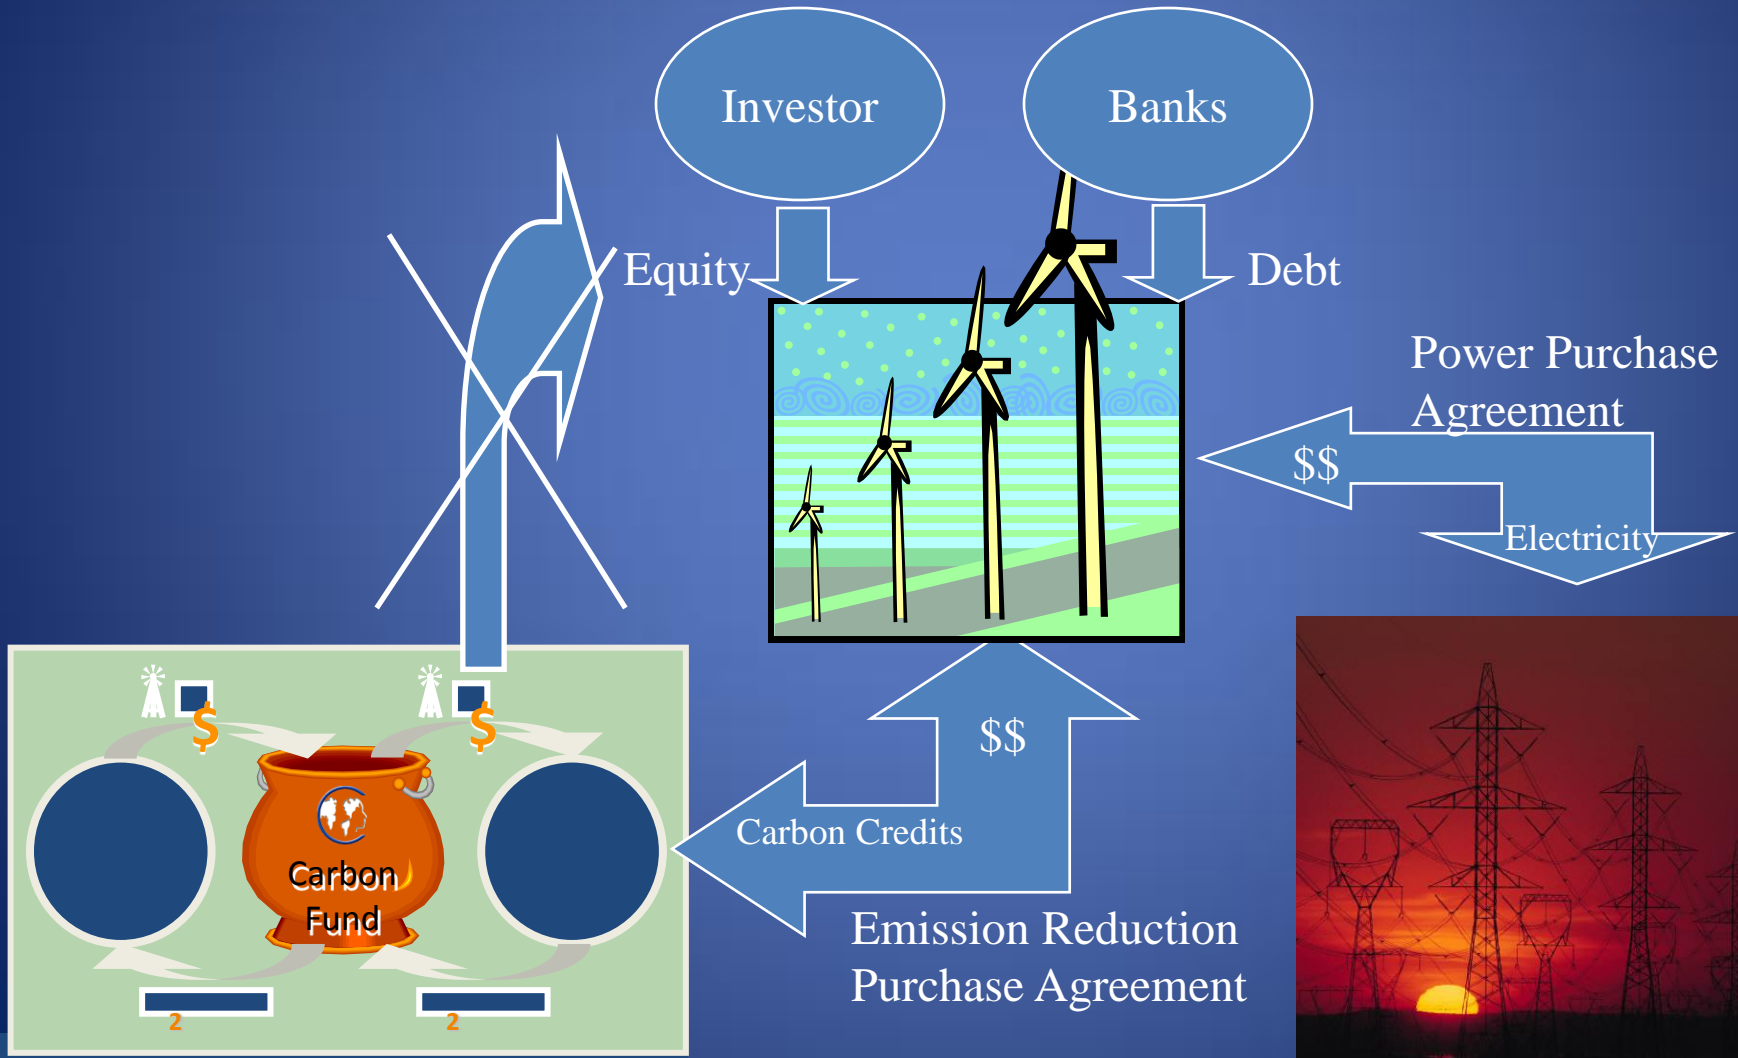 Investor
Banks
Equity
Debt
Power Purchase
Agreement
$$
Electricity
$$
Carbon Credits
Emission Reduction
Purchase Agreement
$
$
Carbon
Fund
2
2